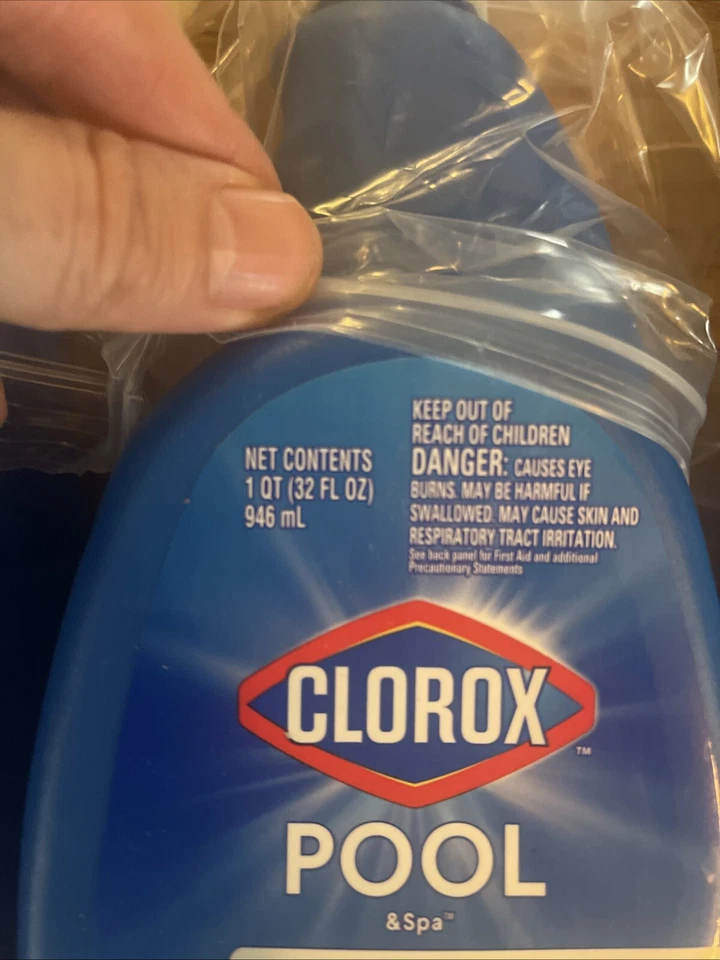 KEEP OUT OF
REACH OF CHILDREN
DANGER: CAUSES EYE
BURNS. MAY BE HARMFUL IF
SWALLOWED. MAY CAUSE SKIN AND
RESPIRATORY TRACT IRRITATION.
See back panel for First Aid and additional
Precautionary Statements
NET CONTENTS
1 QT (32 FL OZ)
946 mL
CLOROX™
POOL
&Spa™